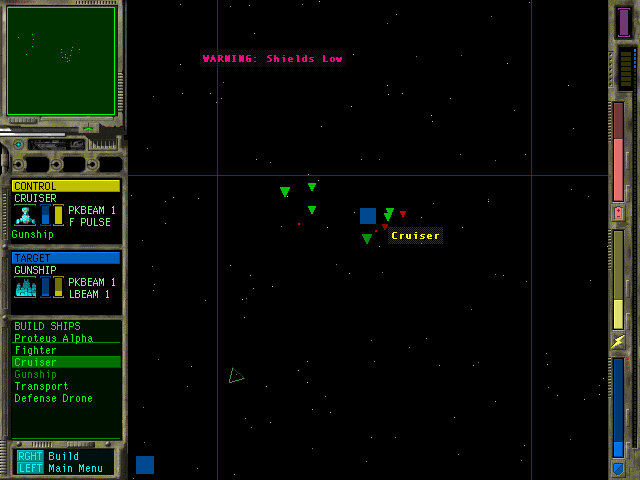 WARNING: Shields Low
CONTROL
CRUISER
PKBEAM 1
F PULSE
Gunship
Cruiser
TARGET
GUNSHIP
PKBEAM 1
LBEAM 1
BUILD SHIPS
Proteus Alpha
Fighter
Cruiser
Gunship
Transport
Defense Drone
RGHT Build
LEFT Main Menu